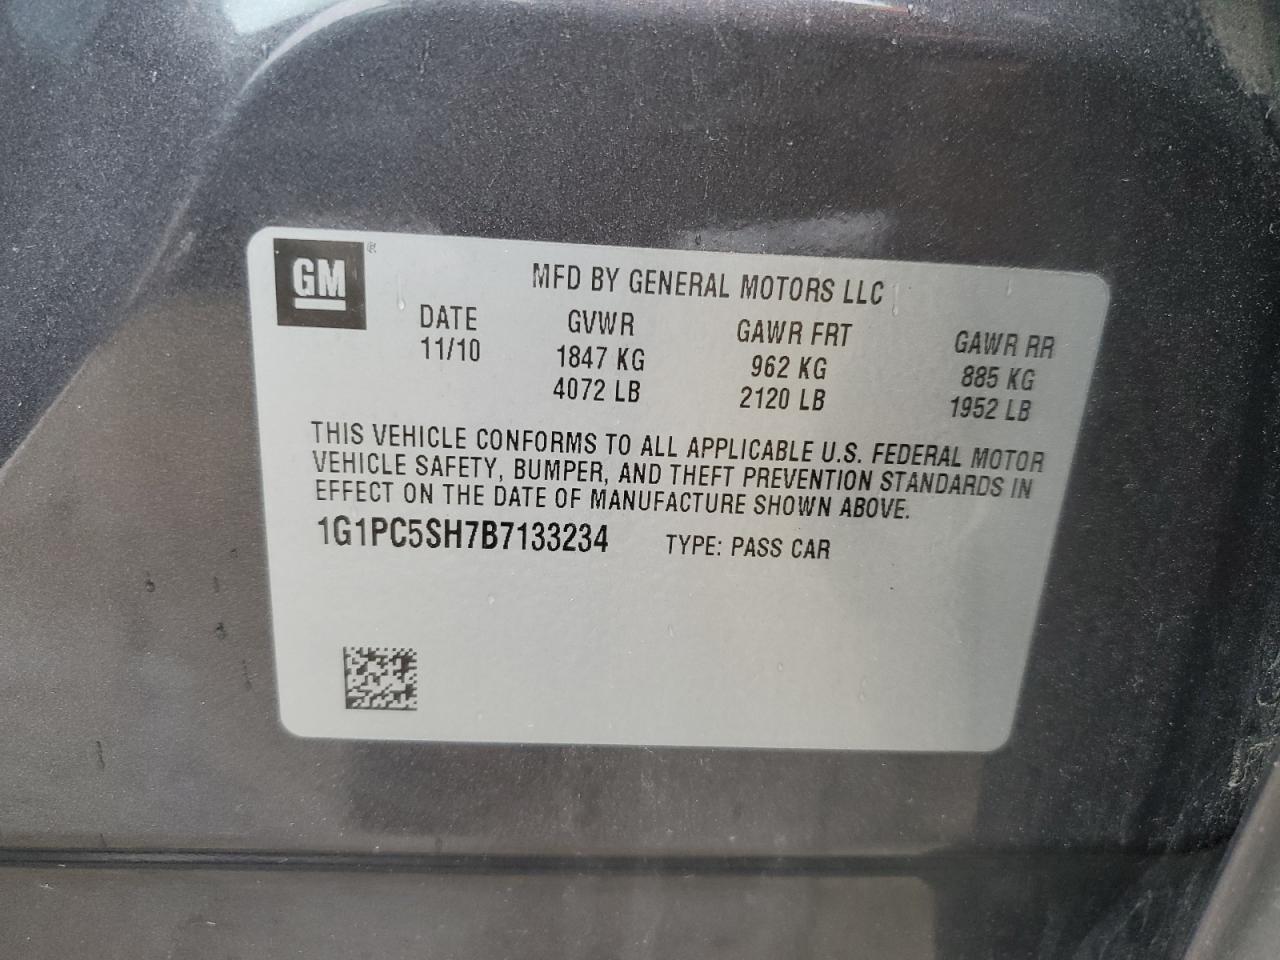 GM®
MFD BY GENERAL MOTORS LLC
DATE GVWR GAWR FRT GAWR RR
11/10 1847 KG 962 KG 885 KG
4072 LB 2120 LB 1952 LB
THIS VEHICLE CONFORMS TO ALL APPLICABLE U.S. FEDERAL MOTOR
VEHICLE SAFETY, BUMPER, AND THEFT PREVENTION STANDARDS IN
EFFECT ON THE DATE OF MANUFACTURE SHOWN ABOVE.
1G1PC5SH7B7133234 TYPE: PASS CAR